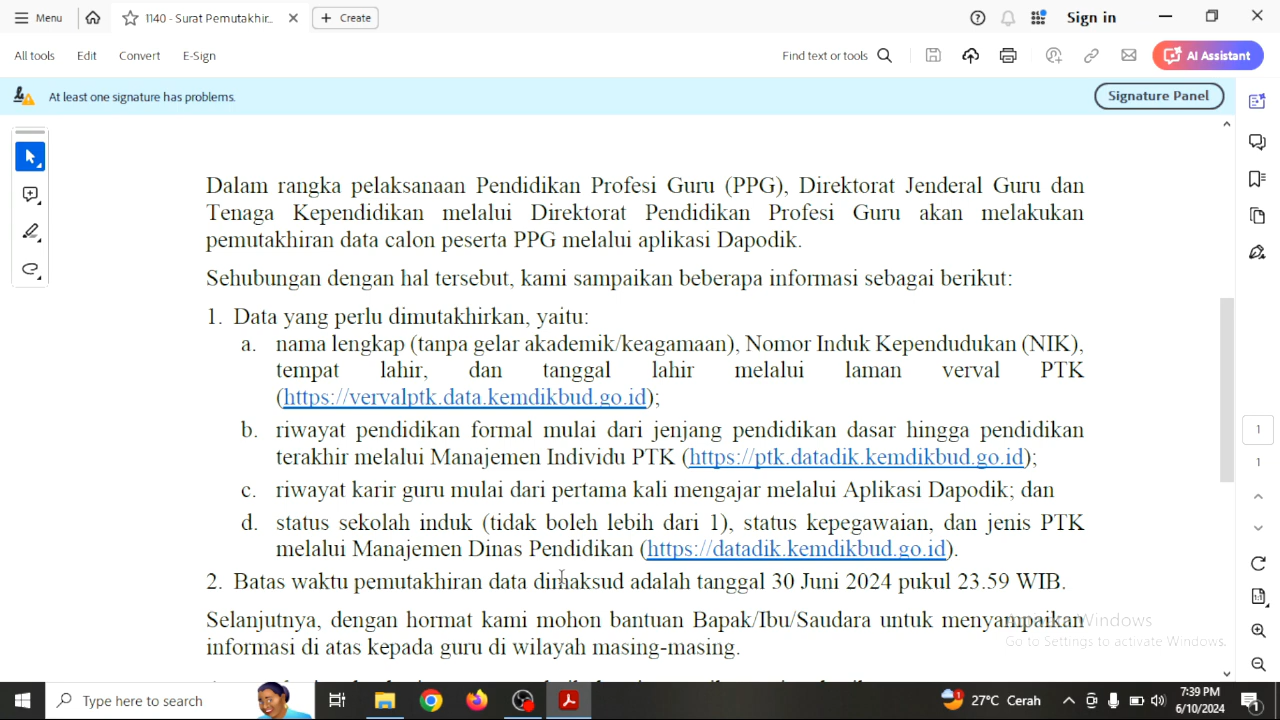 Menu
1140 - Surat Pemutakhir...
Create
Sign in
All tools
Edit
Convert
E-Sign
Find text or tools
AI Assistant
At least one signature has problems.
Signature Panel
Dalam rangka pelaksanaan Pendidikan Profesi Guru (PPG), Direktorat Jenderal Guru dan
Tenaga Kependidikan melalui Direktorat Pendidikan Profesi Guru akan melakukan
pemutakhiran data calon peserta PPG melalui aplikasi Dapodik.
Sehubungan dengan hal tersebut, kami sampaikan beberapa informasi sebagai berikut:
1. Data yang perlu dimutakhirkan, yaitu:
a. nama lengkap (tanpa gelar akademik/keagamaan), Nomor Induk Kependudukan (NIK),
tempat lahir, dan tanggal lahir melalui laman verval PTK
(https://vervalptk.data.kemdikbud.go.id);
b. riwayat pendidikan formal mulai dari jenjang pendidikan dasar hingga pendidikan
terakhir melalui Manajemen Individu PTK (https://ptk.datadik.kemdikbud.go.id);
c. riwayat karir guru mulai dari pertama kali mengajar melalui Aplikasi Dapodik; dan
d. status sekolah induk (tidak boleh lebih dari 1), status kepegawaian, dan jenis PTK
melalui Manajemen Dinas Pendidikan (https://datadik.kemdikbud.go.id).
2. Batas waktu pemutakhiran data dimaksud adalah tanggal 30 Juni 2024 pukul 23.59 WIB.
Selanjutnya, dengan hormat kami mohon bantuan Bapak/Ibu/Saudara untuk menyampaikan
informasi di atas kepada guru di wilayah masing-masing.
Activate Windows
Go to Settings to activate Windows.
1
1
Type here to search
27°C Cerah
7:39 PM
6/10/2024